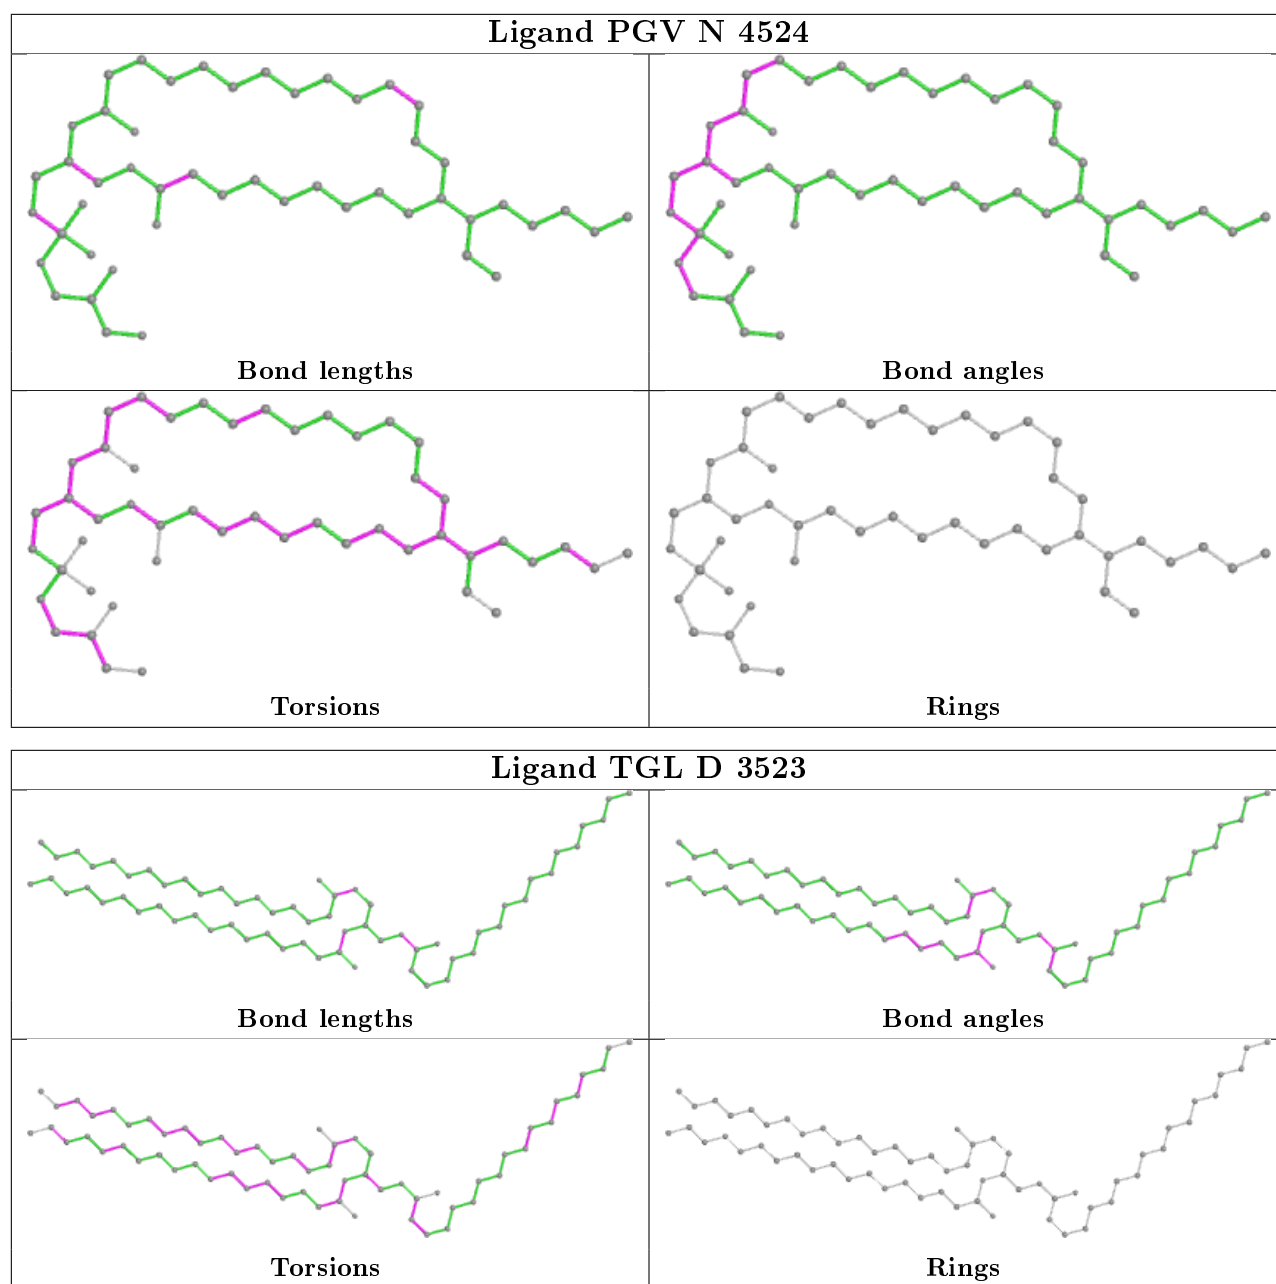 Ligand PGV N 4524
Bond lengths
Bond angles
Torsions
Rings
Ligand TGL D 3523
Bond lengths
Bond angles
Torsions
Rings